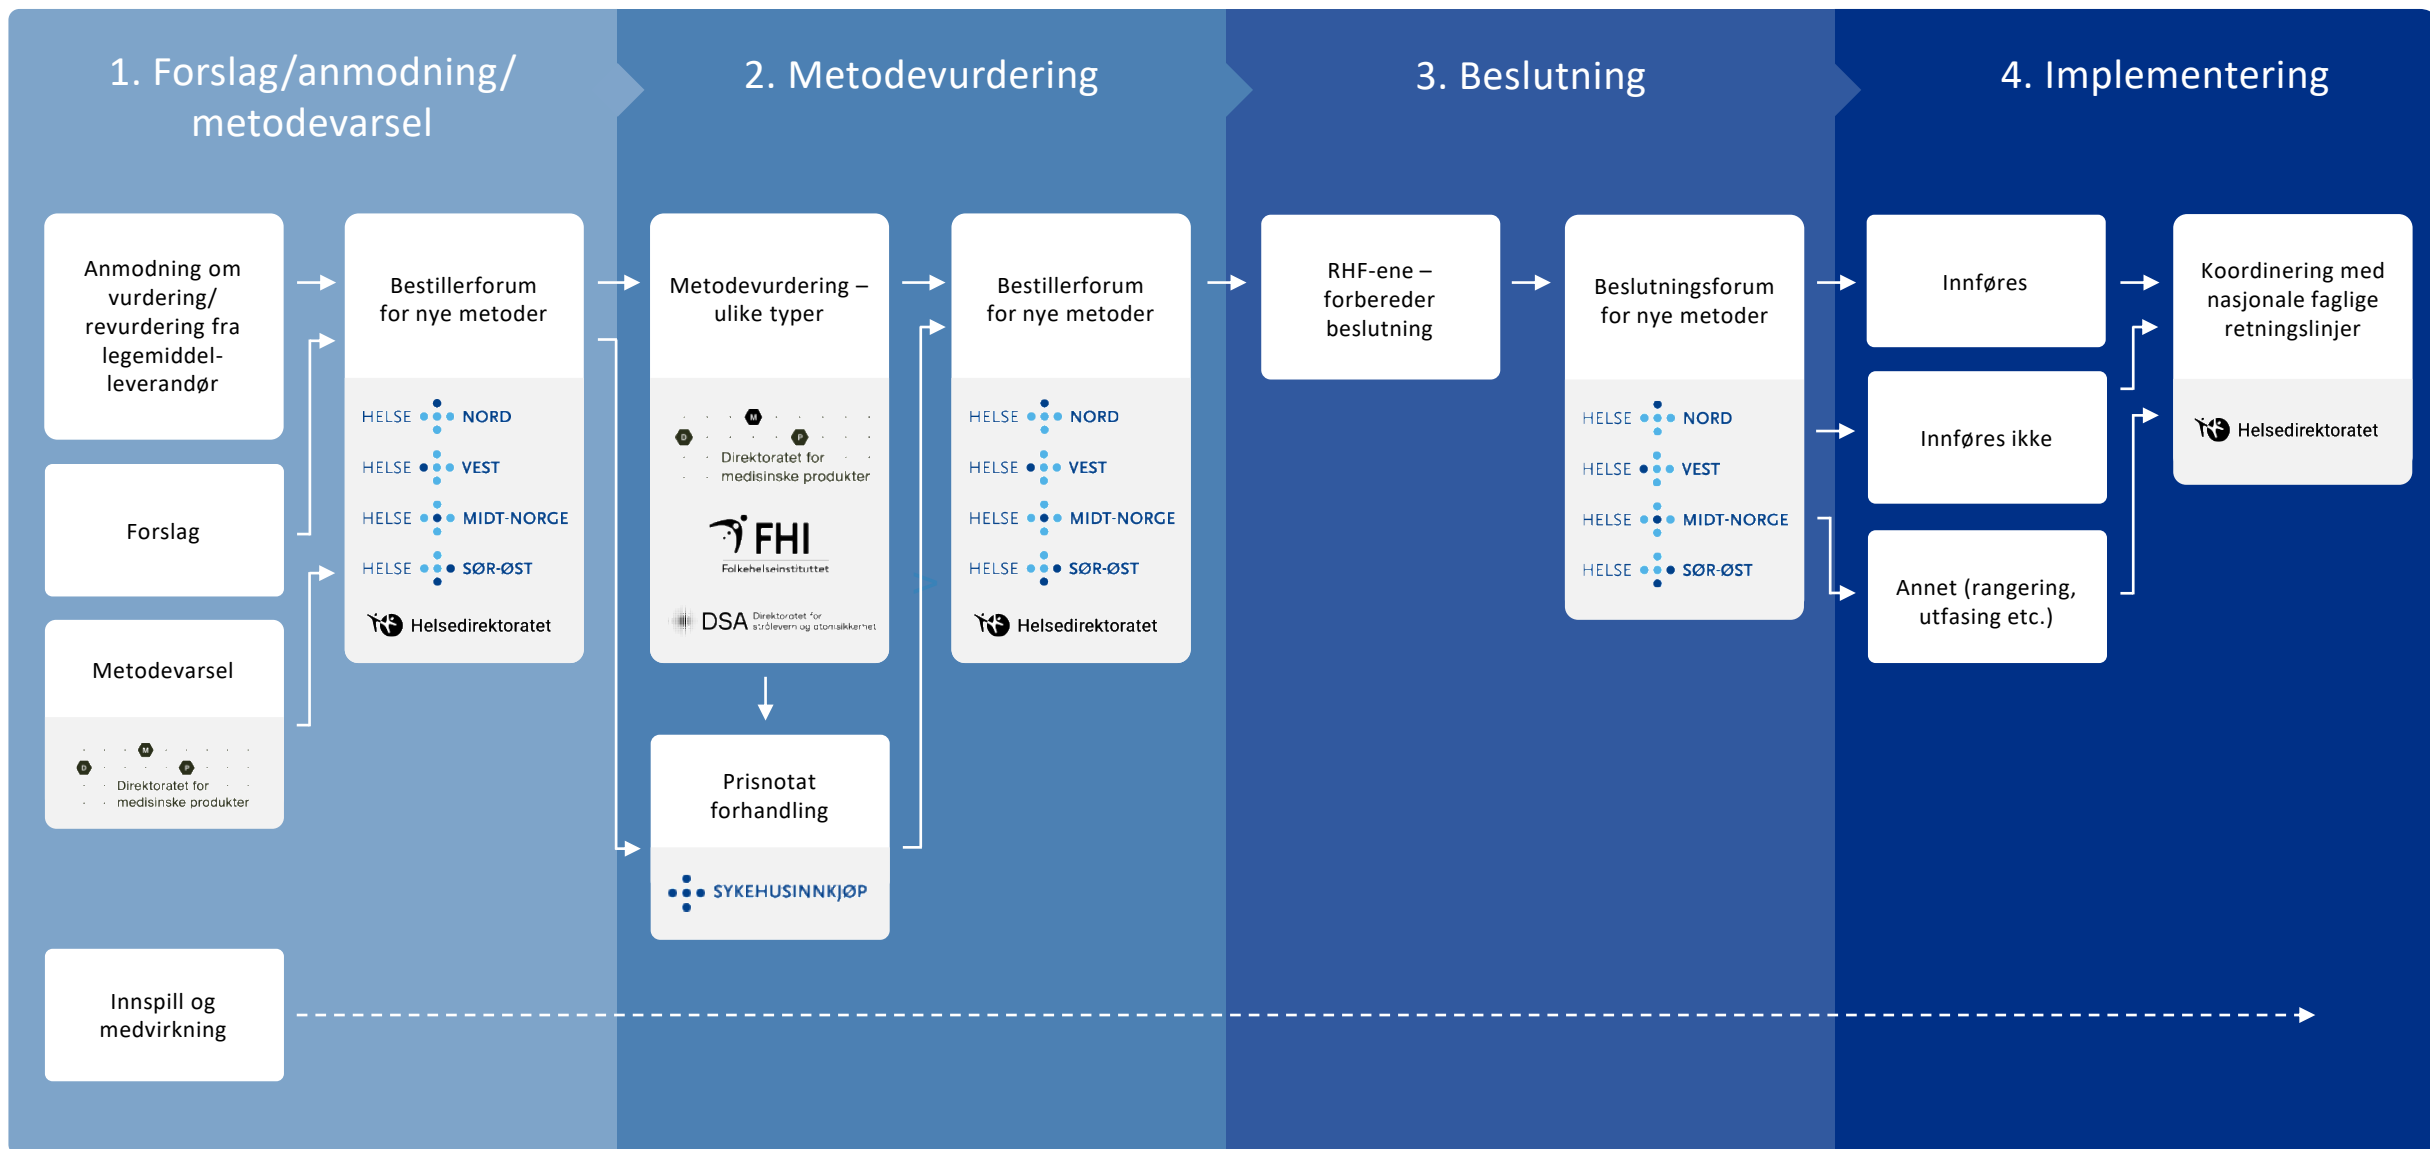 1. Forslag/anmodning/
metodevarsel
2. Metodevurdering
3. Beslutning
4. Implementering
Anmodning om
vurdering/
revurdering fra
legemiddel-
leverandør
Forslag
Metodevarsel
D M P
Direktoratet for
medisinske produkter
Innspill og
medvirkning
Bestillerforum
for nye metoder
HELSE NORD
HELSE VEST
HELSE MIDT-NORGE
HELSE SØR-ØST
Helsedirektoratet
Metodevurdering –
ulike typer
D M P
Direktoratet for
medisinske produkter
FHI
Folkehelseinstituttet
DSA Direktoratet for
strålevern og atomsikkerhet
Prisnotat
forhandling
SYKEHUSINNKJØP
Bestillerforum
for nye metoder
HELSE NORD
HELSE VEST
HELSE MIDT-NORGE
HELSE SØR-ØST
Helsedirektoratet
RHF-ene –
forbereder
beslutning
Beslutningsforum
for nye metoder
HELSE NORD
HELSE VEST
HELSE MIDT-NORGE
HELSE SØR-ØST
Innføres
Innføres ikke
Annet (rangering,
utfasing etc.)
Koordinering med
nasjonale faglige
retningslinjer
Helsedirektoratet